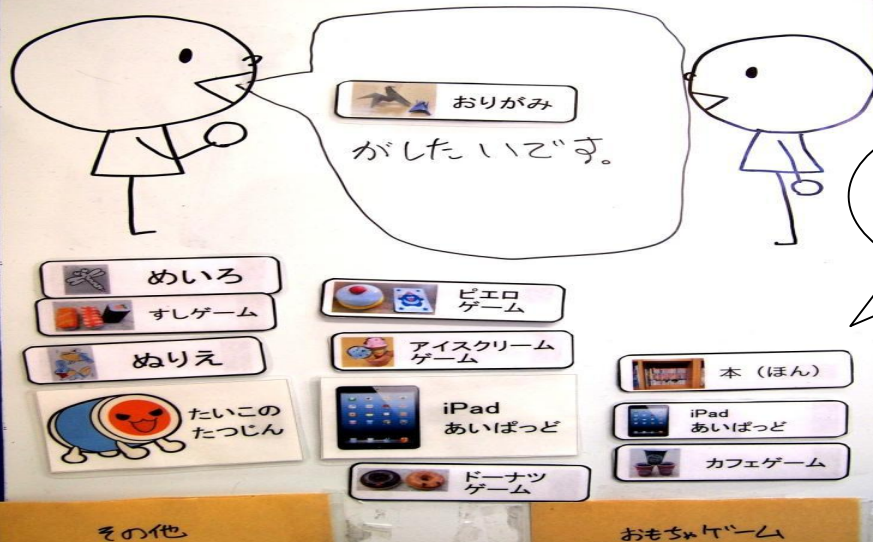 おりがみ
がしたいです。
めいろ
すしゲーム
ぬりえ
たいこの
たつじん
ピエロ
ゲーム
アイスクリーム
ゲーム
iPad
あいぱっど
ドーナツ
ゲーム
本（ほん）
iPad
あいぱっど
カフェゲーム
その他
おもちゃゲーム